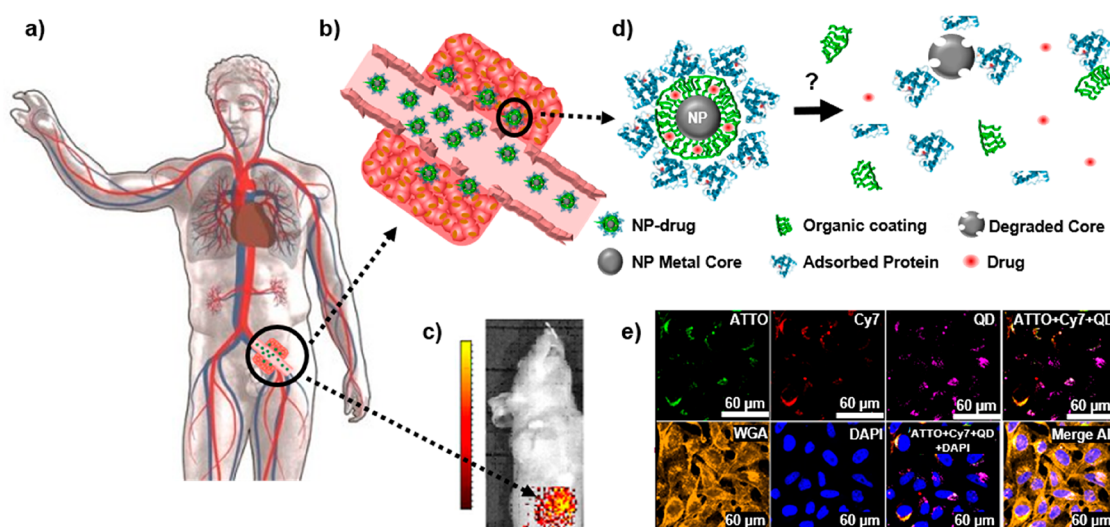 a)
b)
d)
?
NP
NP-drug
Organic coating
Degraded Core
NP Metal Core
Adsorbed Protein
Drug
c)
e)
ATTO
Cy7
QD
ATTO+Cy7+QD
60 µm
60 µm
60 µm
60 µm
WGA
DAPI
ATTO+Cy7+QD
+DAPI
Merge All
60 µm
60 µm
60 µm
60 µm